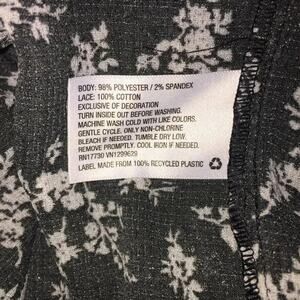 BODY: 98% POLYESTER / 2% SPANDEX
LACE: 100% COTTON
EXCLUSIVE OF DECORATION
TURN INSIDE OUT BEFORE WASHING.
MACHINE WASH COLD WITH LIKE COLORS.
GENTLE CYCLE. ONLY NON-CHLORINE
BLEACH IF NEEDED. TUMBLE DRY LOW.
REMOVE PROMPTLY. COOL IRON IF NEEDED.
RN17730 VN1299629
LABEL MADE FROM 100% RECYCLED PLASTIC